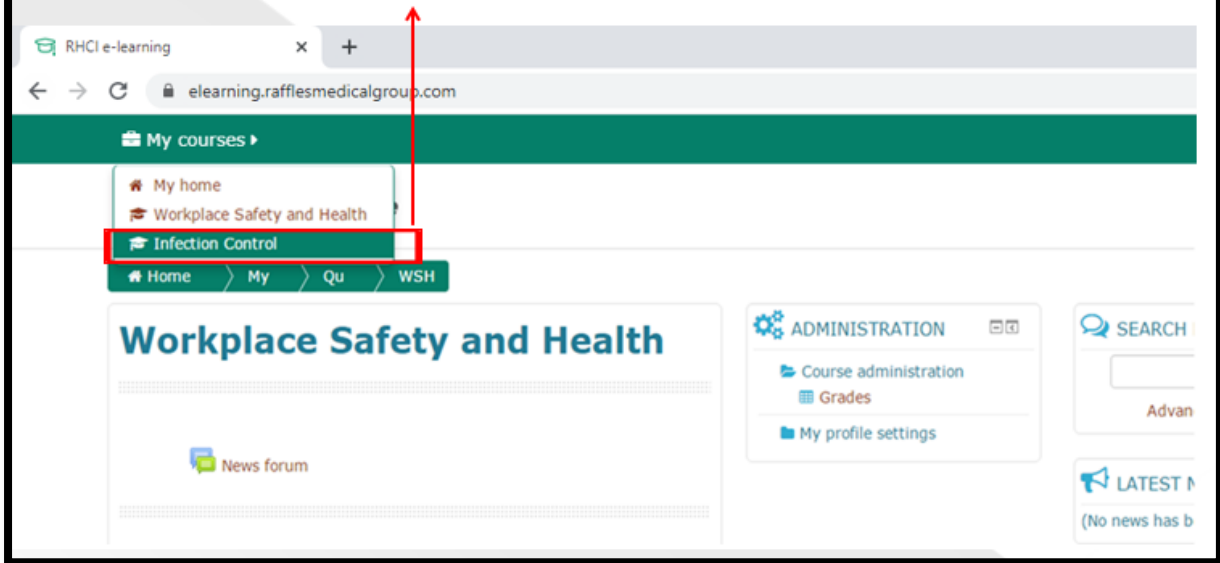 RHCI e-learning
elearning.rafflesmedicalgroup.com
My courses
My home
Workplace Safety and Health
Infection Control
Home My Qu WSH
Workplace Safety and Health
News forum
ADMINISTRATION
Course administration
Grades
My profile settings
SEARCH
Advan
LATEST N
(No news has b